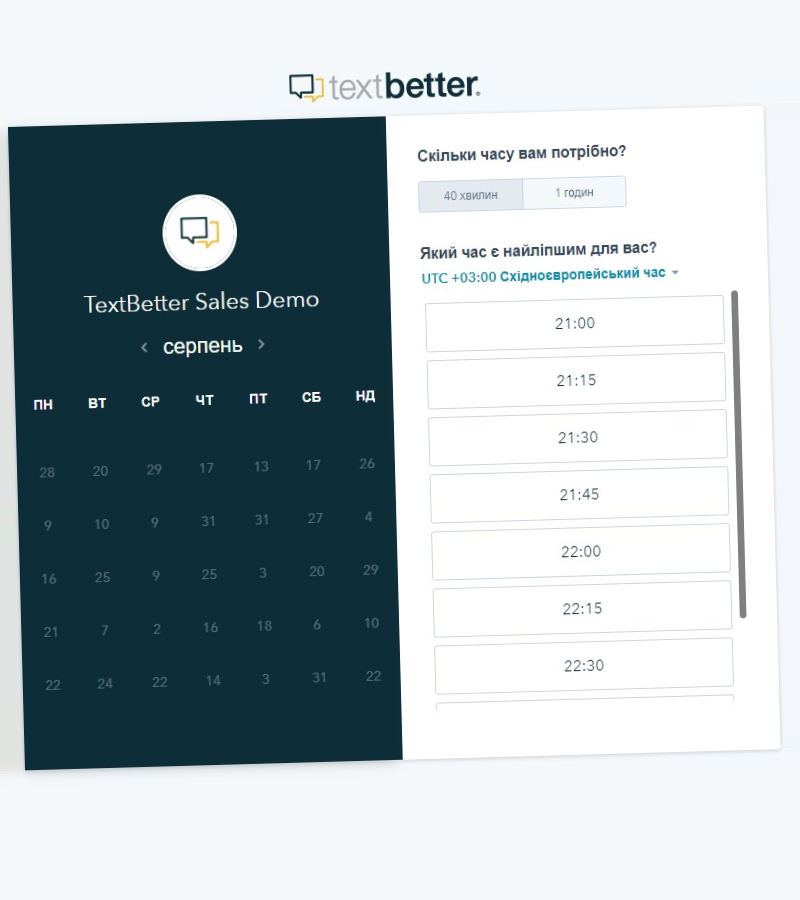 textbetter.
TextBetter Sales Demo
серпень
ПН ВТ СР ЧТ ПТ СБ НД
28 20 29 17 13 17 26
9 10 9 31 31 27 4
16 25 9 25 3 20 29
21 7 2 16 18 6 10
22 24 22 14 3 31 22
Скільки часу вам потрібно?
40 хвилин 1 годин
Який час є найліпшим для вас?
UTC +03:00 Східноєвропейський час
21:00
21:15
21:30
21:45
22:00
22:15
22:30